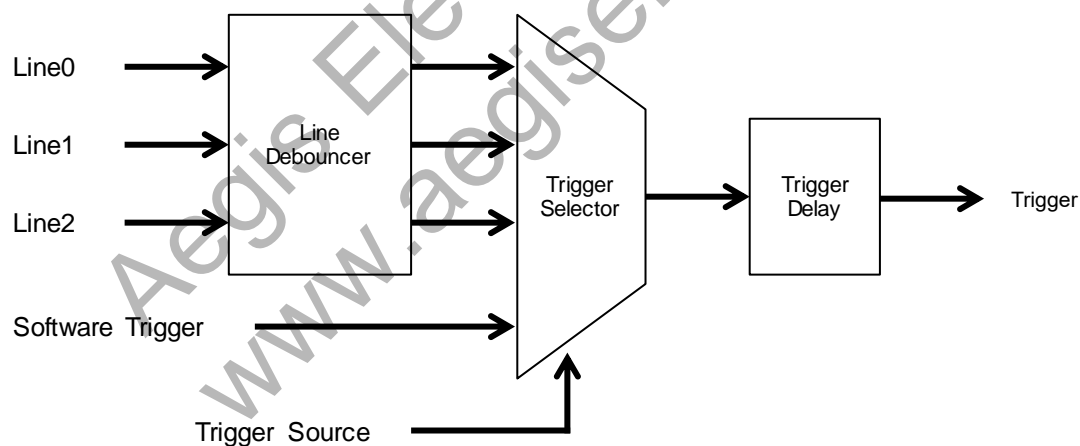 Line0
Line1
Line2
Software Trigger
Trigger Source
Line
Debouncer
Trigger
Selector
Trigger
Delay
Trigger
Aegis Ele
www.aegise